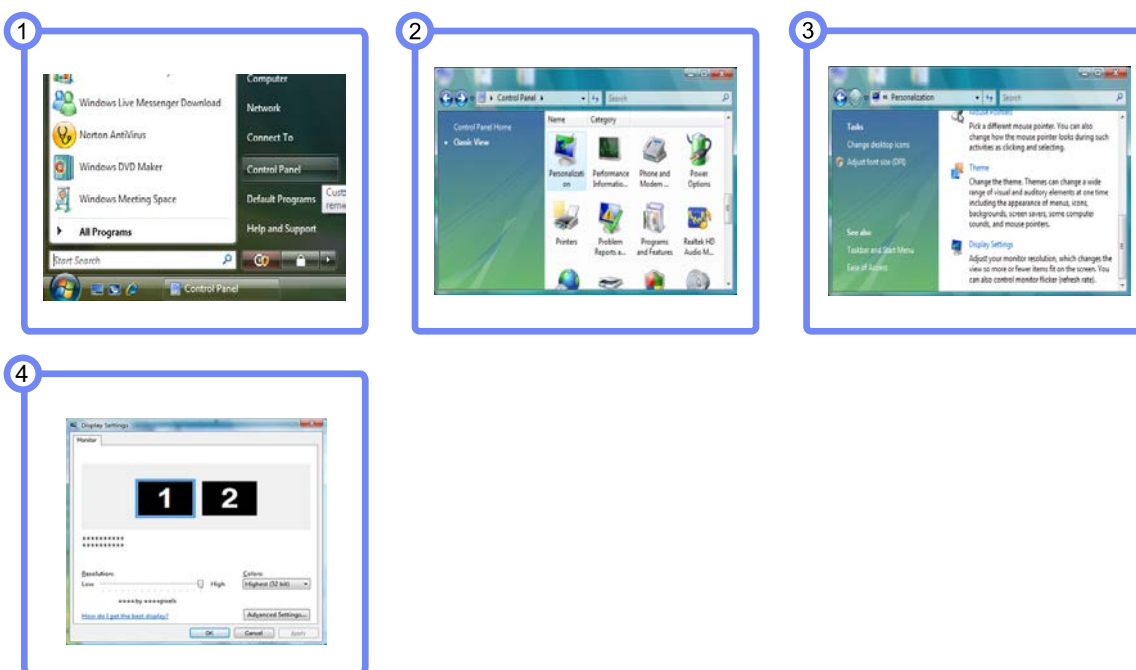 1
Computer
Windows Live Messenger Download
Network
Norton AntiVirus
Connect To
Windows DVD Maker
Control Panel
Windows Meeting Space
Default Programs
All Programs
Help and Support
Start Search
Control Panel
2
Control Panel
Search
Control Panel Home
Classic View
Name Category
Personalizati
on
Performance
Informatio...
Phone and
Modem ...
Power
Options
Printers
Problem
Reports a...
Programs
and Features
Realtek HD
Audio M...
3
Personalization
Search
Tasks
Change desktop icons
Adjust font size (DPI)
See also
Taskbar and Start Menu
Ease of Access
Mouse Pointers
Pick a different mouse pointer. You can also
change how the mouse pointer looks during such
activities as clicking and selecting.
Theme
Change the theme. Themes can change a wide
range of visual and auditory elements at one time
including the appearance of menus, icons,
backgrounds, screen savers, some computer
sounds, and mouse pointers.
Display Settings
Adjust your monitor resolution, which changes the
view so more or fewer items fit on the screen. You
can also control monitor flicker (refresh rate).
4
Display Settings
Monitor
1 2
**********
**********
Resolution:
Low High
****by ****pixels
Colors:
Highest (32 bit)
How do I get the best display?
Advanced Settings...
OK Cancel Apply